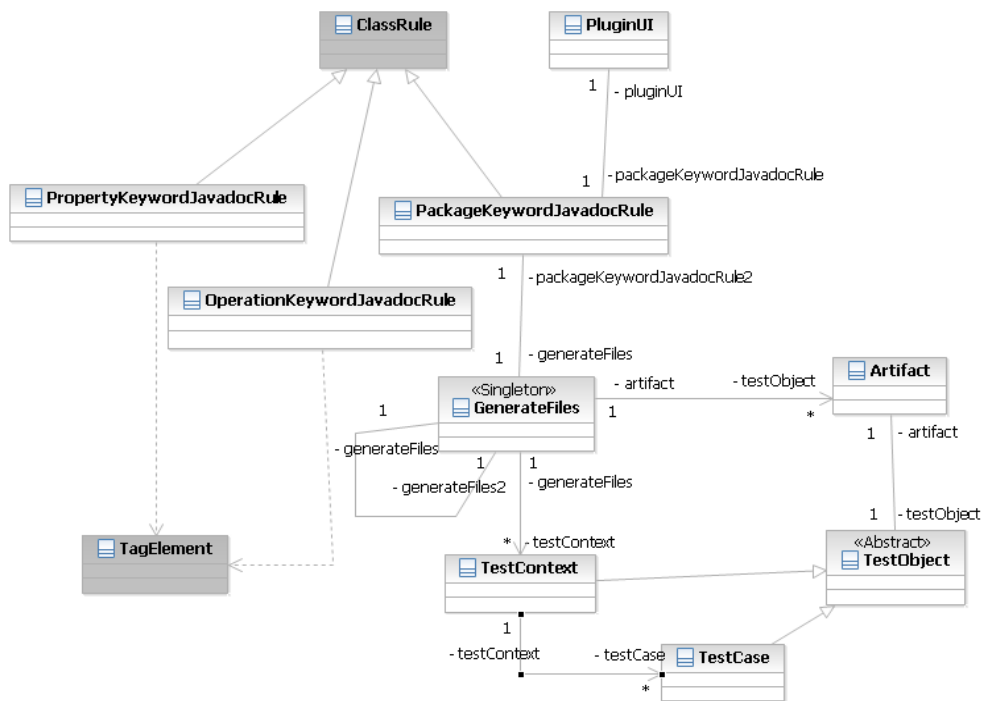 ClassRule
PluginUI
1
- pluginUI
1
- packageKeywordJavadocRule
PropertyKeywordJavadocRule
PackageKeywordJavadocRule
1
- packageKeywordJavadocRule2
OperationKeywordJavadocRule
1
- generateFiles
«Singleton»
GenerateFiles
- artifact
- testObject
1
*
Artifact
1
- artifact
1
- generateFiles
1
- generateFiles2
1
- generateFiles
1
- testObject
* - testContext
TagElement
«Abstract»
TestObject
TestContext
1
- testContext
- testCase
*
TestCase